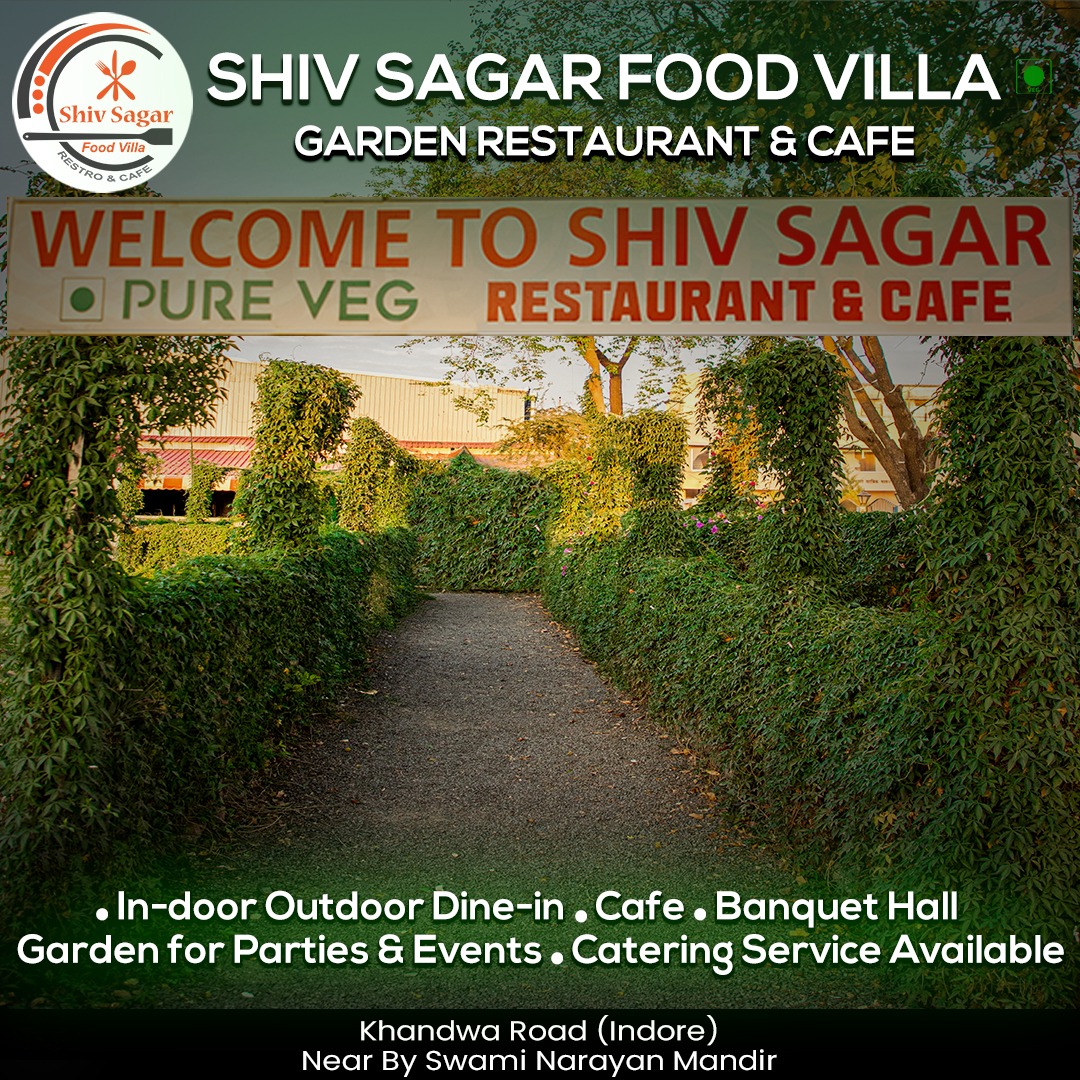 Shiv Sagar
Food Villa
RESTRO & CAFE
SHIV SAGAR FOOD VILLA
VEG
GARDEN RESTAURANT & CAFE
WELCOME TO SHIV SAGAR
PURE VEG RESTAURANT & CAFE
• In-door Outdoor Dine-in • Cafe • Banquet Hall
Garden for Parties & Events • Catering Service Available
Khandwa Road (Indore)
Near By Swami Narayan Mandir